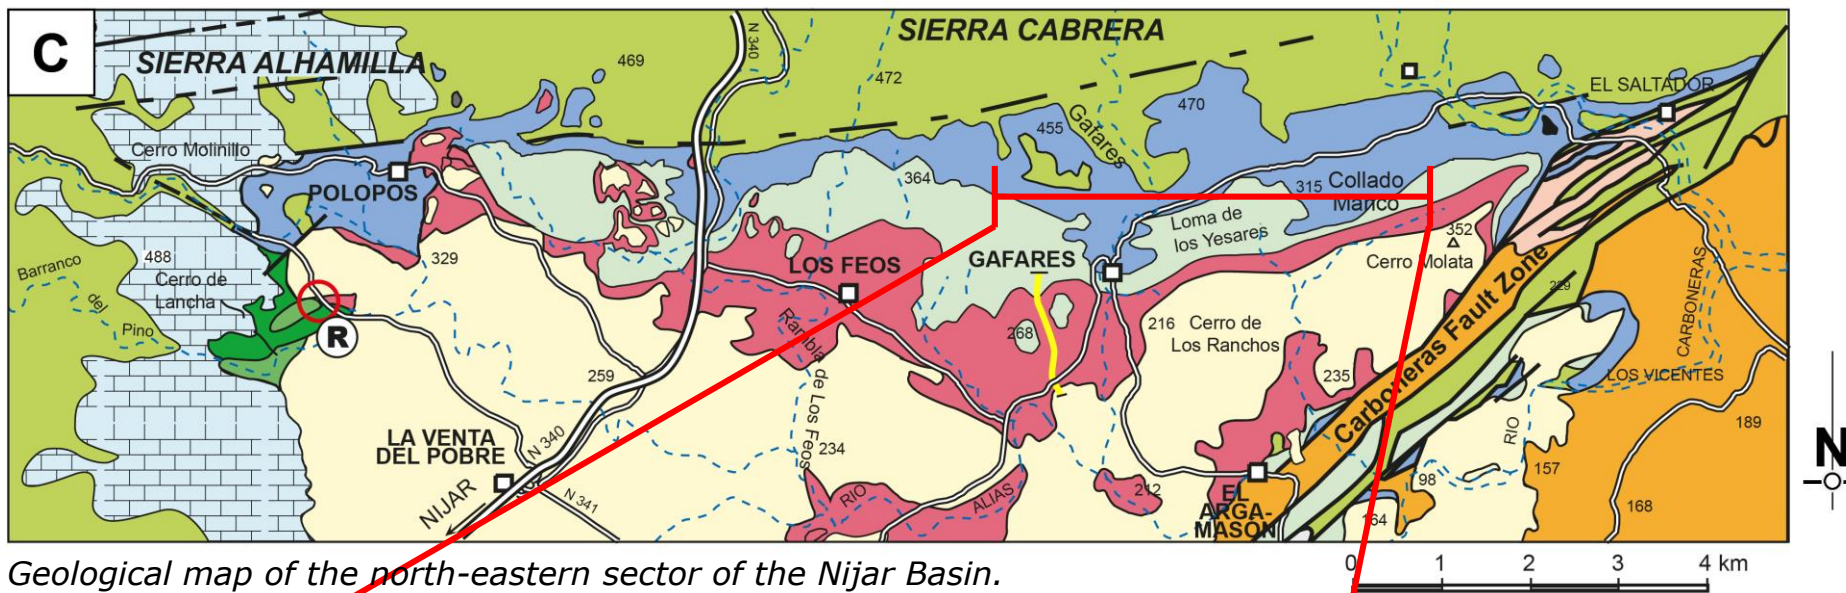 C
SIERRA ALHAMILLA
SIERRA CABRERA
N 340
469
472
470
455
Gafares
EL SALTADOR
Cerro Molinillo
POLOPOS
364
315
Collado
Marico
Loma de
los Yesares
352
Cerro Molata
488
Cerro de
Lancha
Barranco
del
Pino
R
329
LOS FEOS
GAFARES
268
216
Cerro de
Los Ranchos
229
CARBONERAS
Carboneras Fault Zone
LOS VICENTES
259
Rambla de Los Feos
235
RIO
189
LA VENTA
DEL POBRE
N 340
234
NIJAR
N 341
RIO
ALIAS
212
EL
ARGA-
MASÓN
98
157
164
168
N
0 1 2 3 4 km
Geological map of the north-eastern sector of the Nijar Basin.